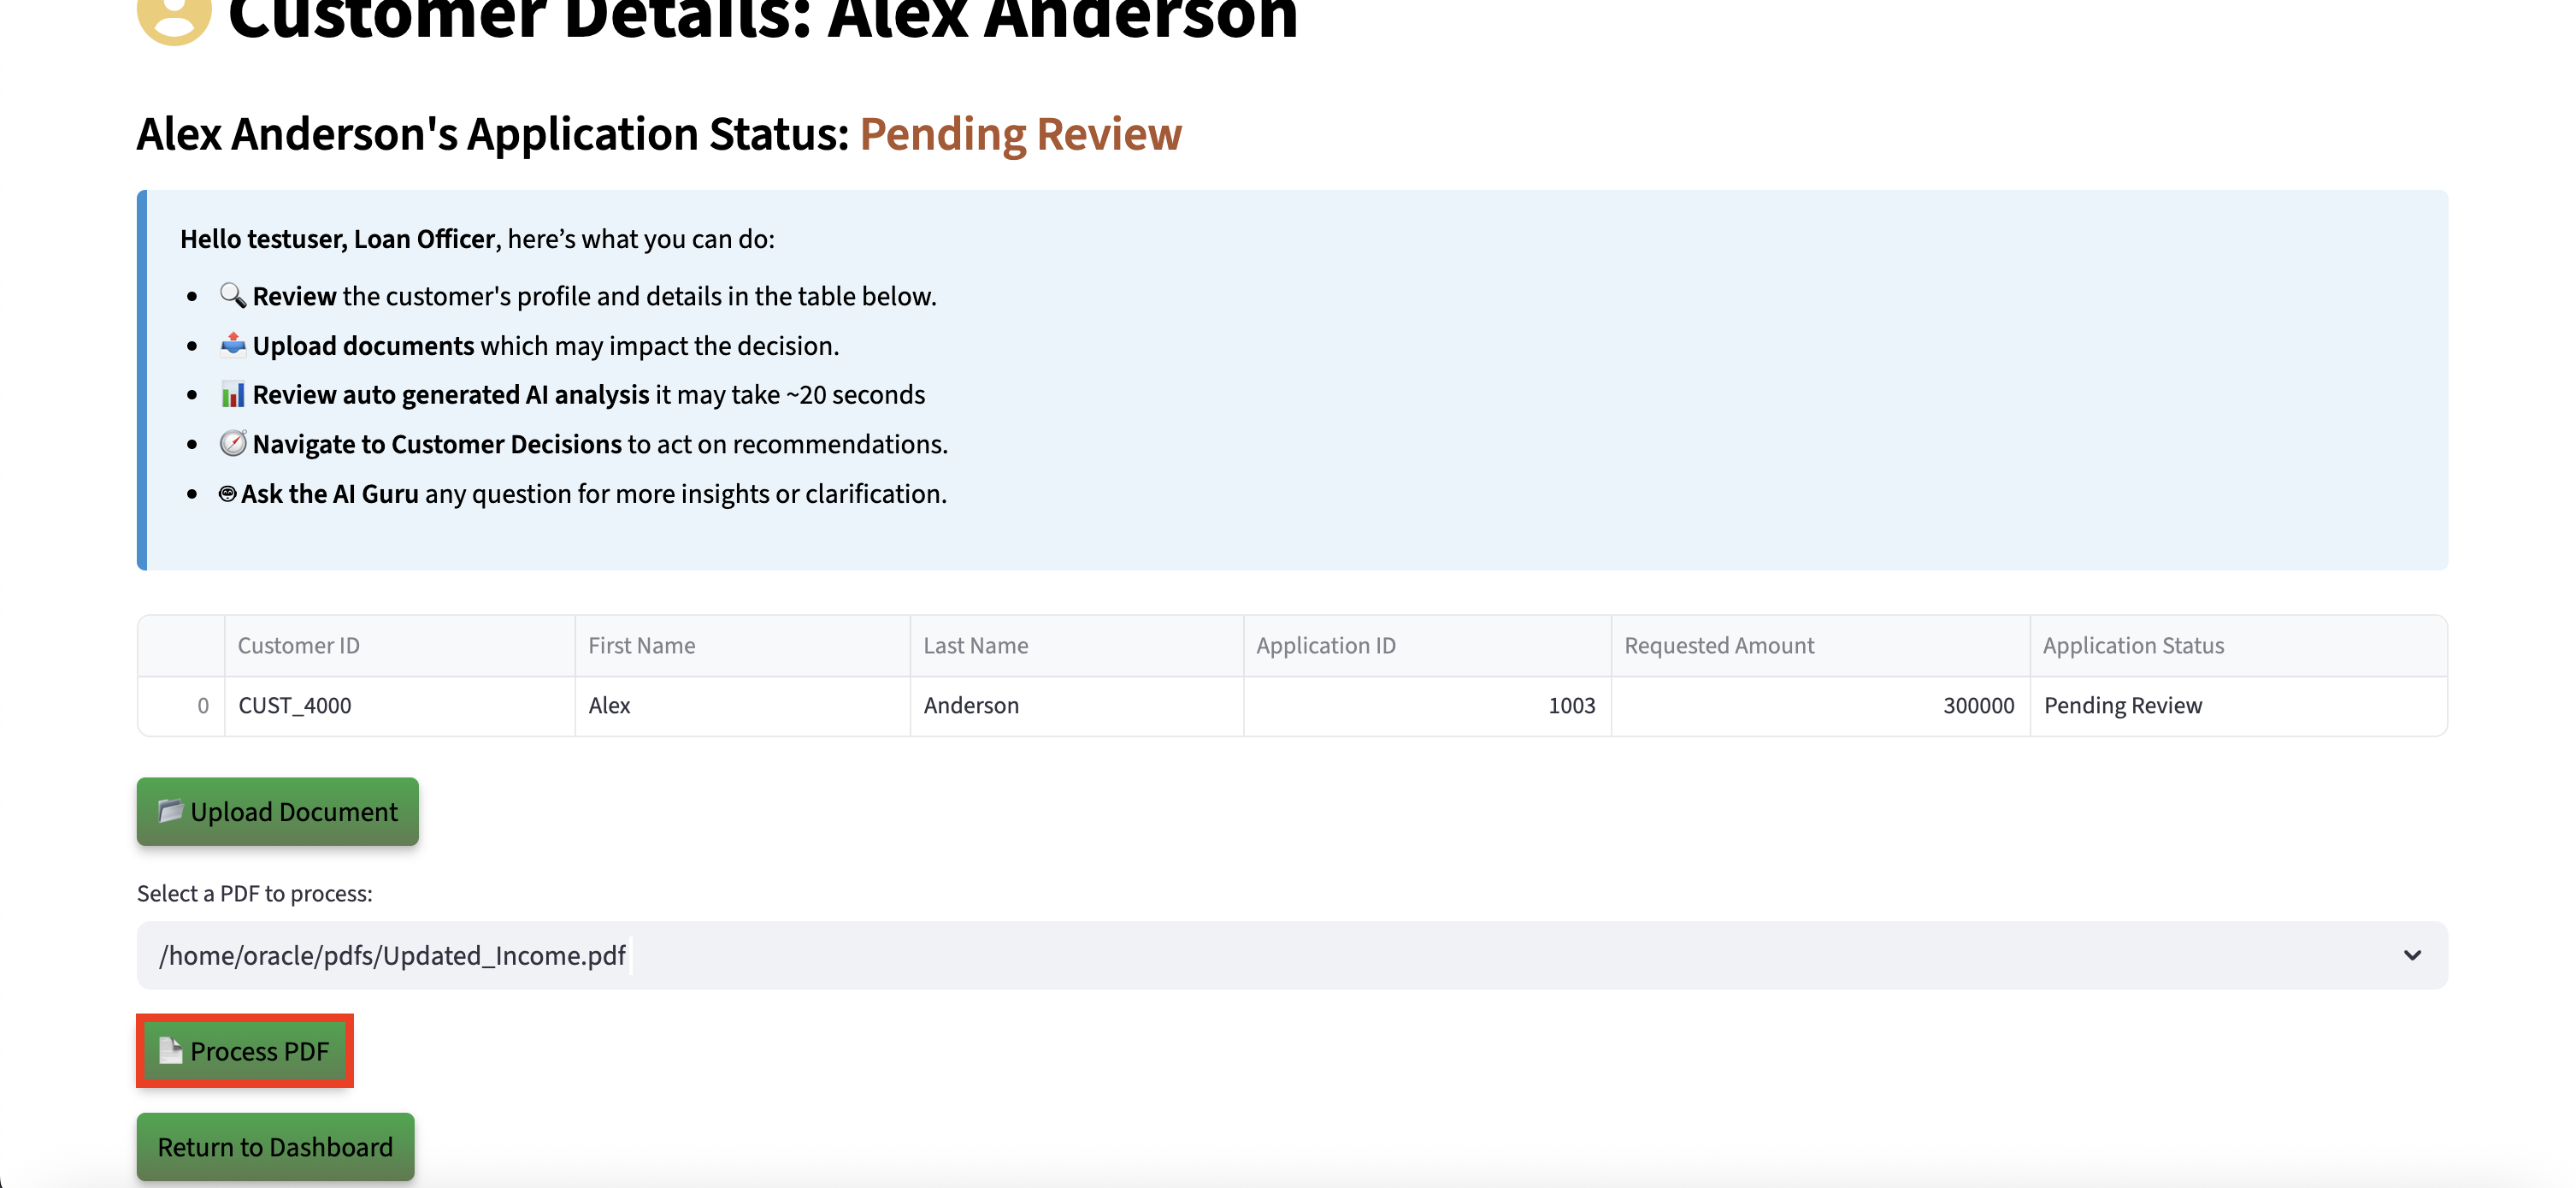 Customer Details: Alex Anderson
Alex Anderson's Application Status: Pending Review
Hello testuser, Loan Officer, here’s what you can do:
Review the customer's profile and details in the table below.
Upload documents which may impact the decision.
Review auto generated AI analysis it may take ~20 seconds
Navigate to Customer Decisions to act on recommendations.
Ask the AI Guru any question for more insights or clarification.
Customer ID First Name Last Name Application ID Requested Amount Application Status
0 CUST_4000 Alex Anderson 1003 300000 Pending Review
Upload Document
Select a PDF to process:
/home/oracle/pdfs/Updated_Income.pdf
Process PDF
Return to Dashboard